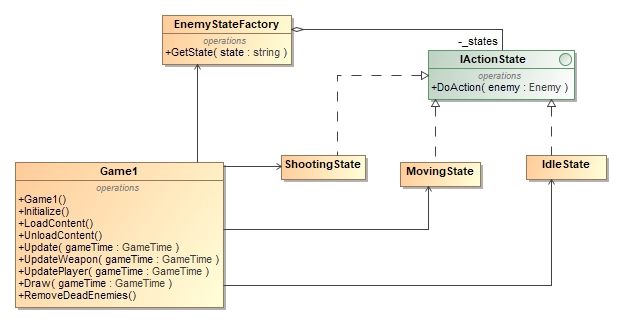 EnemyStateFactory
operations
+GetState( state : string )
-_states
IActionState
operations
+DoAction( enemy : Enemy )
ShootingState
MovingState
IdleState
Game1
operations
+Game1()
+Initialize()
+LoadContent()
+UnloadContent()
+Update( gameTime : GameTime )
+UpdateWeapon( gameTime : GameTime )
+UpdatePlayer( gameTime : GameTime )
+Draw( gameTime : GameTime )
+RemoveDeadEnemies()